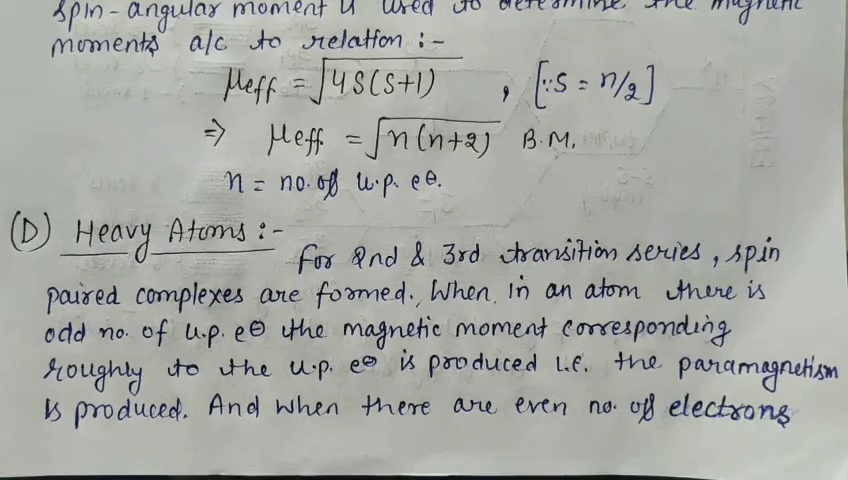 spin-angular moment is used to determine the magnetic
moments a/c to relation :-
μeff = √4S(S+1) , [∵S = n/2]
⇒ μeff = √n(n+2) B.M.
n = no. of u.p. e⊖.
(D) Heavy Atoms :-
for 2nd & 3rd transition series, spin
paired complexes are formed. When in an atom there is
odd no. of u.p. e⊖ the magnetic moment corresponding
roughly to the u.p. e⊖ is produced i.e. the paramagnetism
is produced. And when there are even no. of electrons